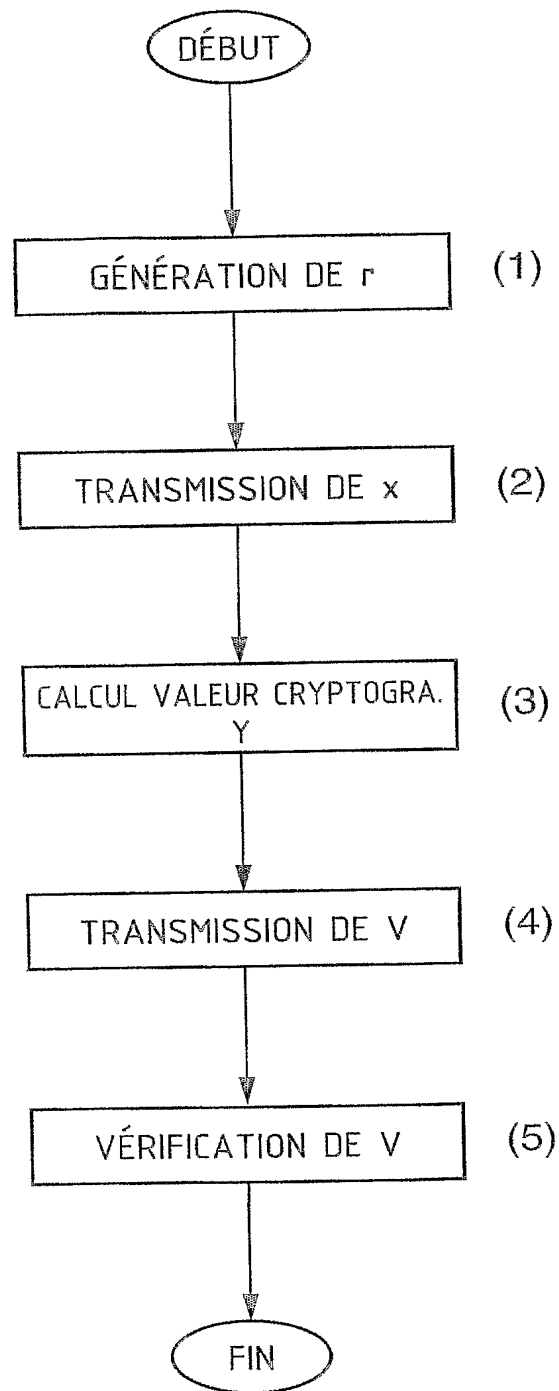 DÉBUT
GÉNÉRATION DE r (1)
TRANSMISSION DE x (2)
CALCUL VALEUR CRYPTOGRA. (3)
Y
TRANSMISSION DE V (4)
VÉRIFICATION DE V (5)
FIN